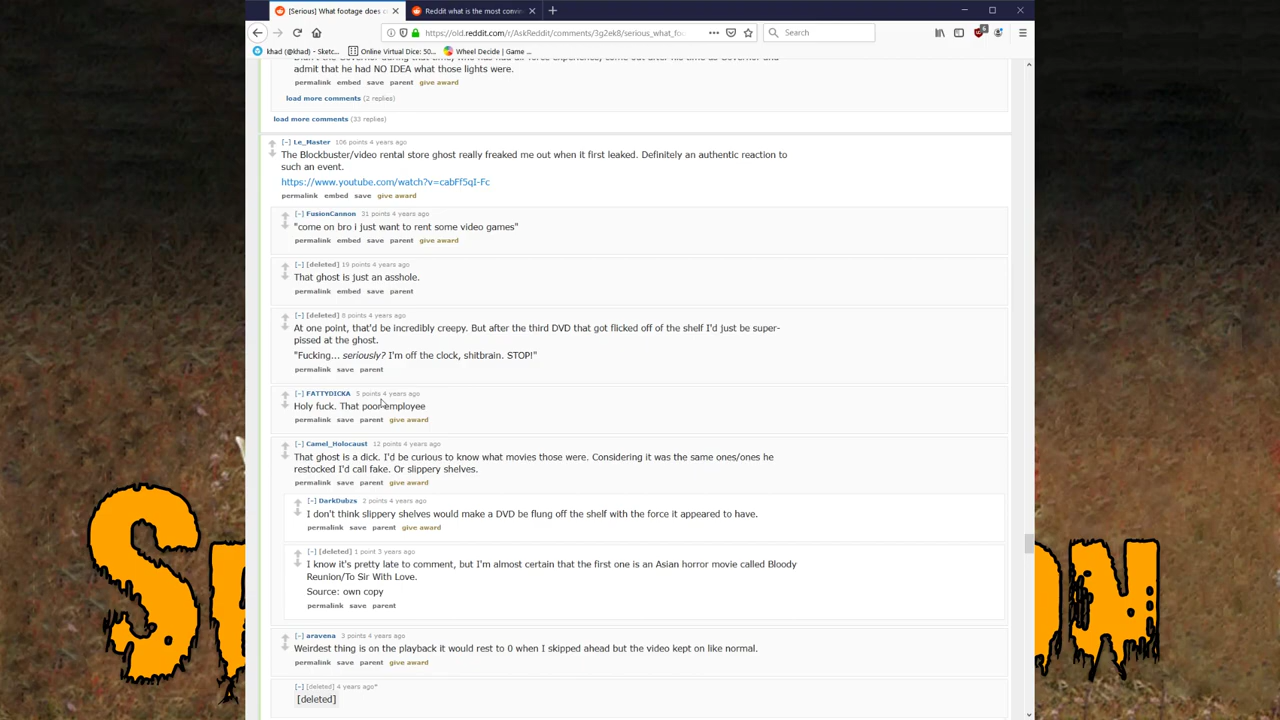 [Serious] What footage does c
Reddit what is the most convin
https://old.reddit.com/r/AskReddit/comments/3g2ek8/serious_what_fo...
Search
6
khad (@khad) - Sketc...
Online Virtual Dice: 50...
Wheel Decide | Game ...
admit that he had NO IDEA what those lights were.
permalink embed save parent give award
load more comments (2 replies)
load more comments (33 replies)
[–] Le_Master 106 points 4 years ago
The Blockbuster/video rental store ghost really freaked me out when it first leaked. Definitely an authentic reaction to
such an event.
https://www.youtube.com/watch?v=cabFf5qI-Fc
permalink embed save give award
[–] FusionCannon 21 points 4 years ago
"come on bro i just want to rent some video games"
permalink embed save parent give award
[–] [deleted] 19 points 4 years ago
That ghost is just an asshole.
permalink embed save parent
[–] [deleted] 8 points 4 years ago
At one point, that'd be incredibly creepy. But after the third DVD that got flicked off of the shelf I'd just be super-
pissed at the ghost.
"Fucking... seriously? I'm off the clock, shitbrain. STOP!"
permalink save parent
[–] FATTYDICKA 5 points 4 years ago
Holy fuck. That poor employee
permalink save parent give award
[–] Camel_Holocaust 12 points 4 years ago
That ghost is a dick. I'd be curious to know what movies those were. Considering it was the same ones/ones he
restocked I'd call fake. Or slippery shelves.
permalink save parent give award
[–] DarkDubzs 2 points 4 years ago
I don't think slippery shelves would make a DVD be flung off the shelf with the force it appeared to have.
permalink save parent give award
[–] [deleted] 1 point 3 years ago
I know it's pretty late to comment, but I'm almost certain that the first one is an Asian horror movie called Bloody
Reunion/To Sir With Love.
Source: own copy
permalink save parent
[–] aravena 3 points 4 years ago
Weirdest thing is on the playback it would rest to 0 when I skipped ahead but the video kept on like normal.
permalink save parent give award
[–] [deleted] 4 years ago*
[deleted]